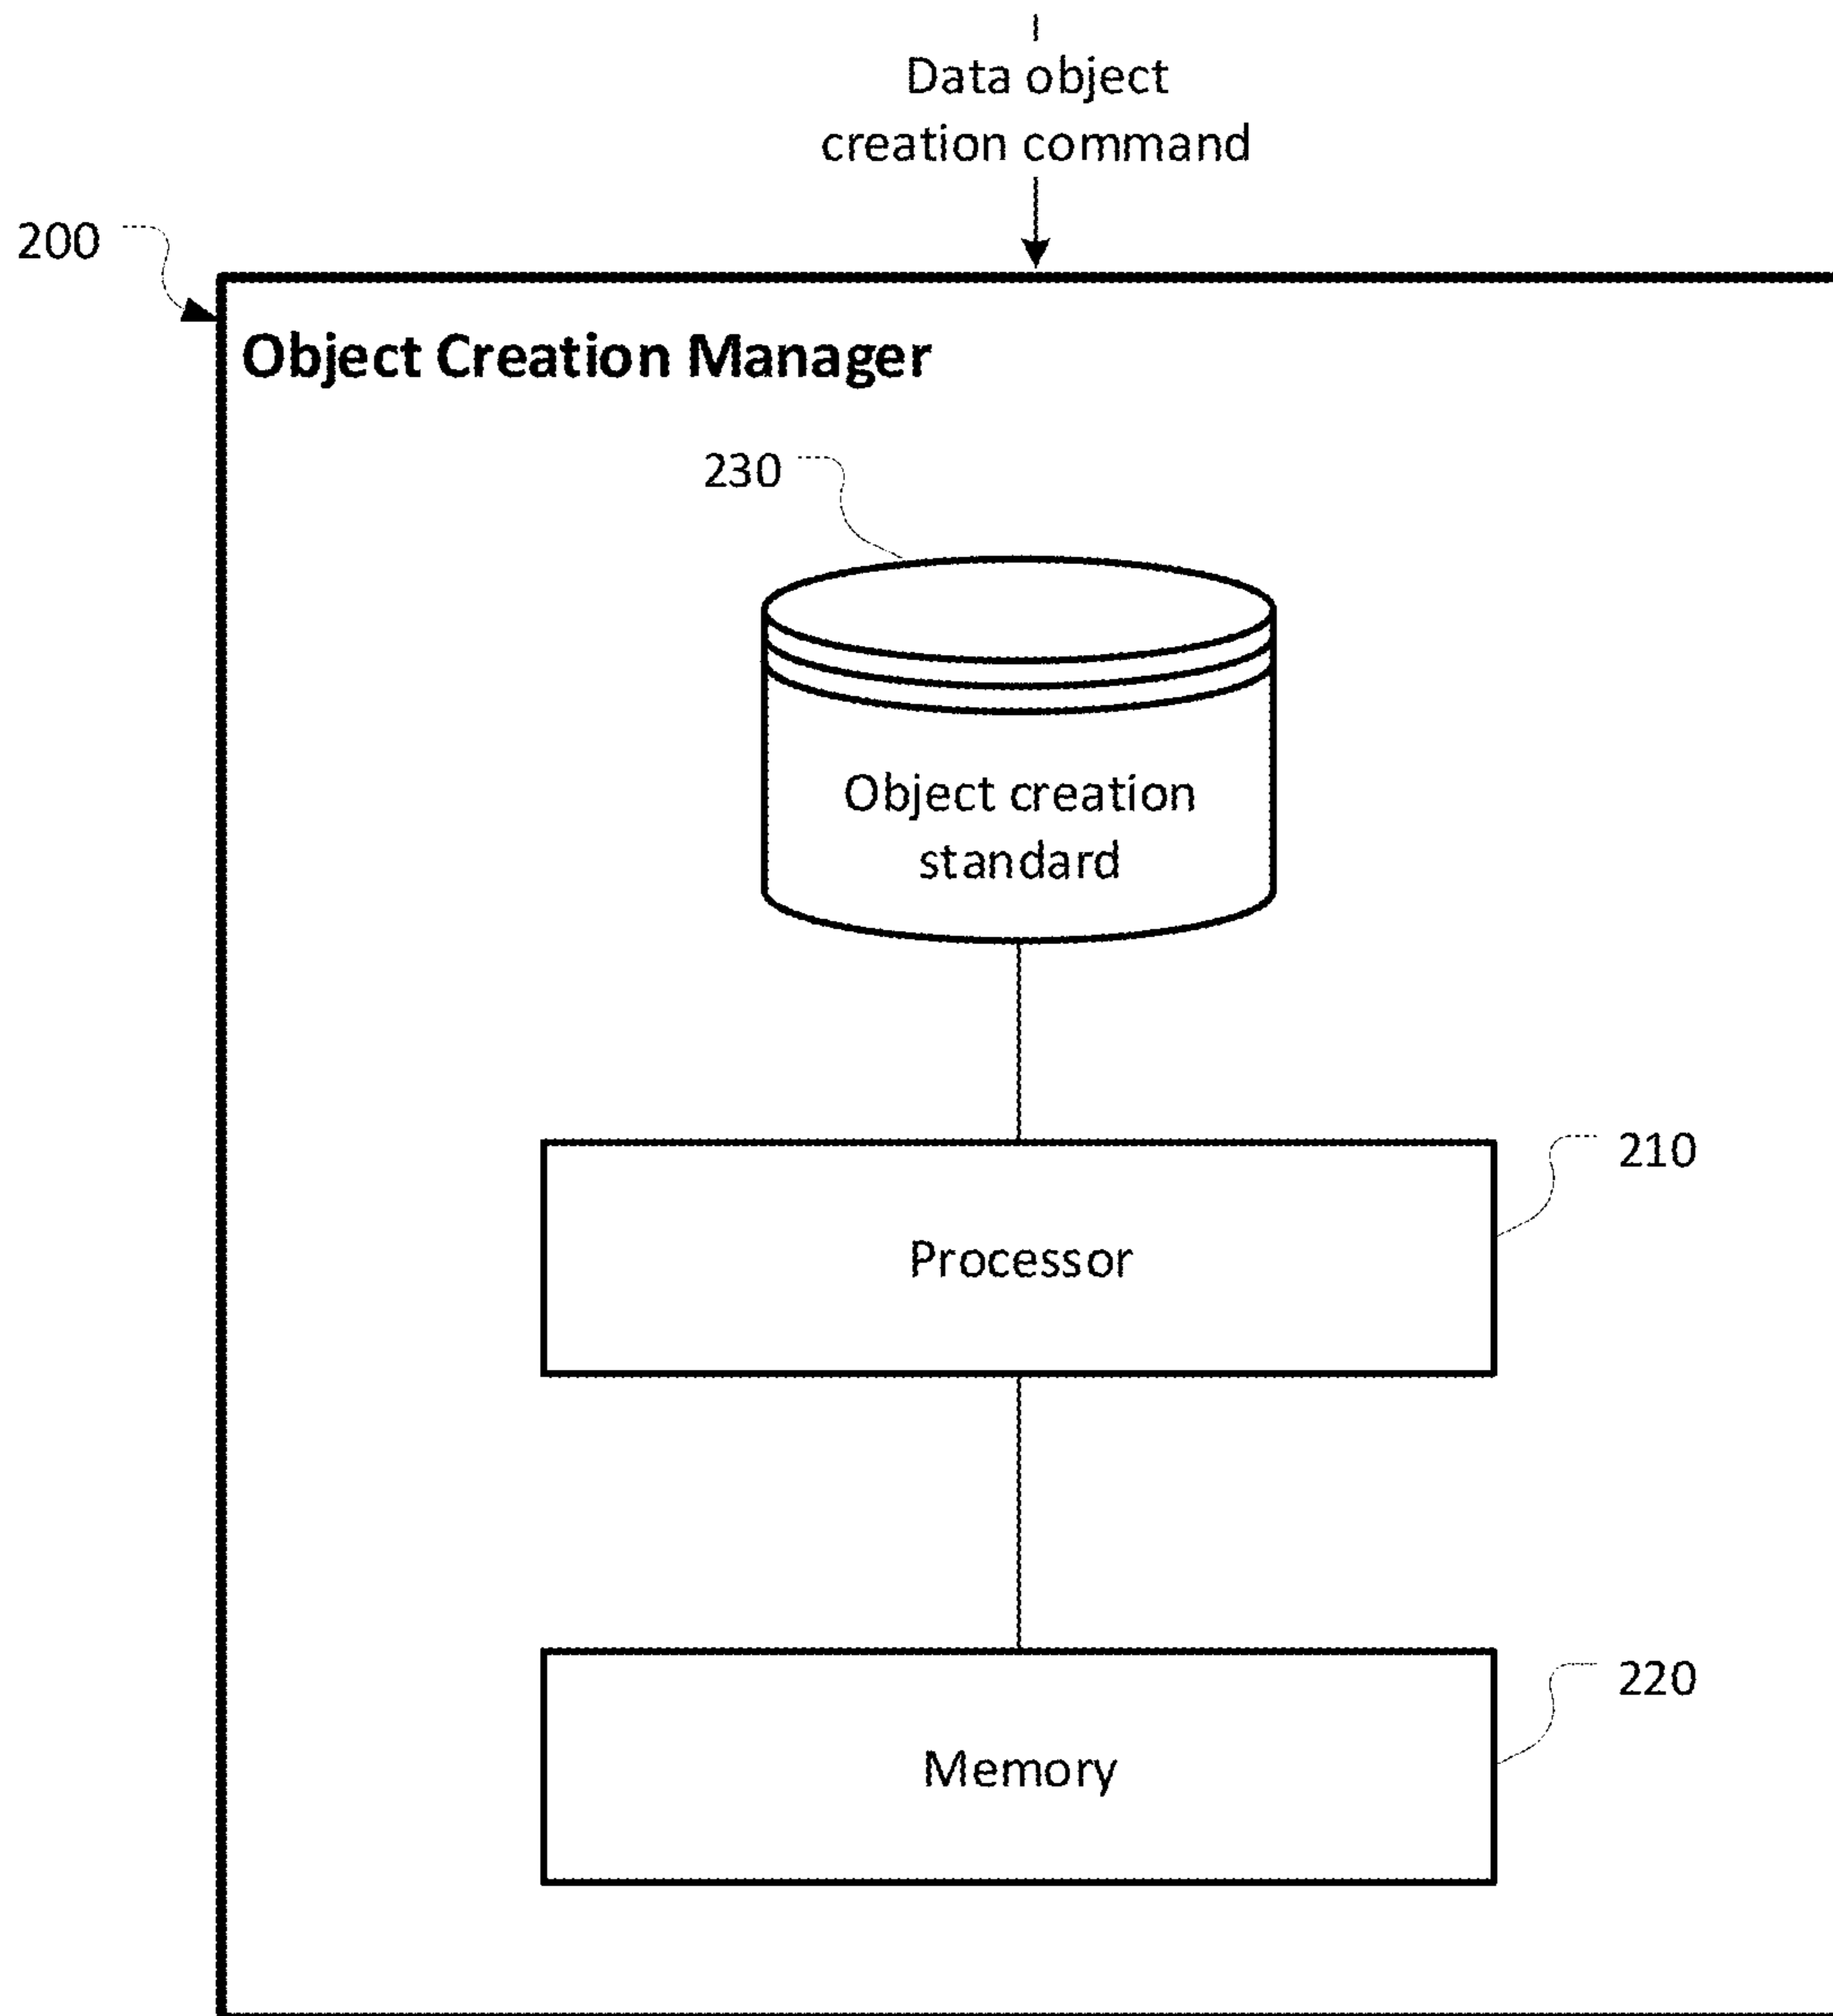 Data object
creation command
200
Object Creation Manager
230
Object creation
standard
210
Processor
220
Memory